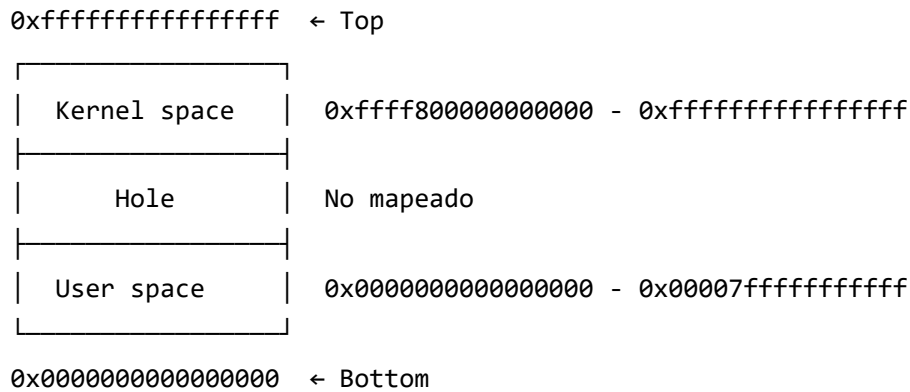 0xffffffffffffffff ← Top
Kernel space 0xffff800000000000 - 0xffffffffffffffff
Hole No mapeado
User space 0x0000000000000000 - 0x00007fffffffffff
0x0000000000000000 ← Bottom